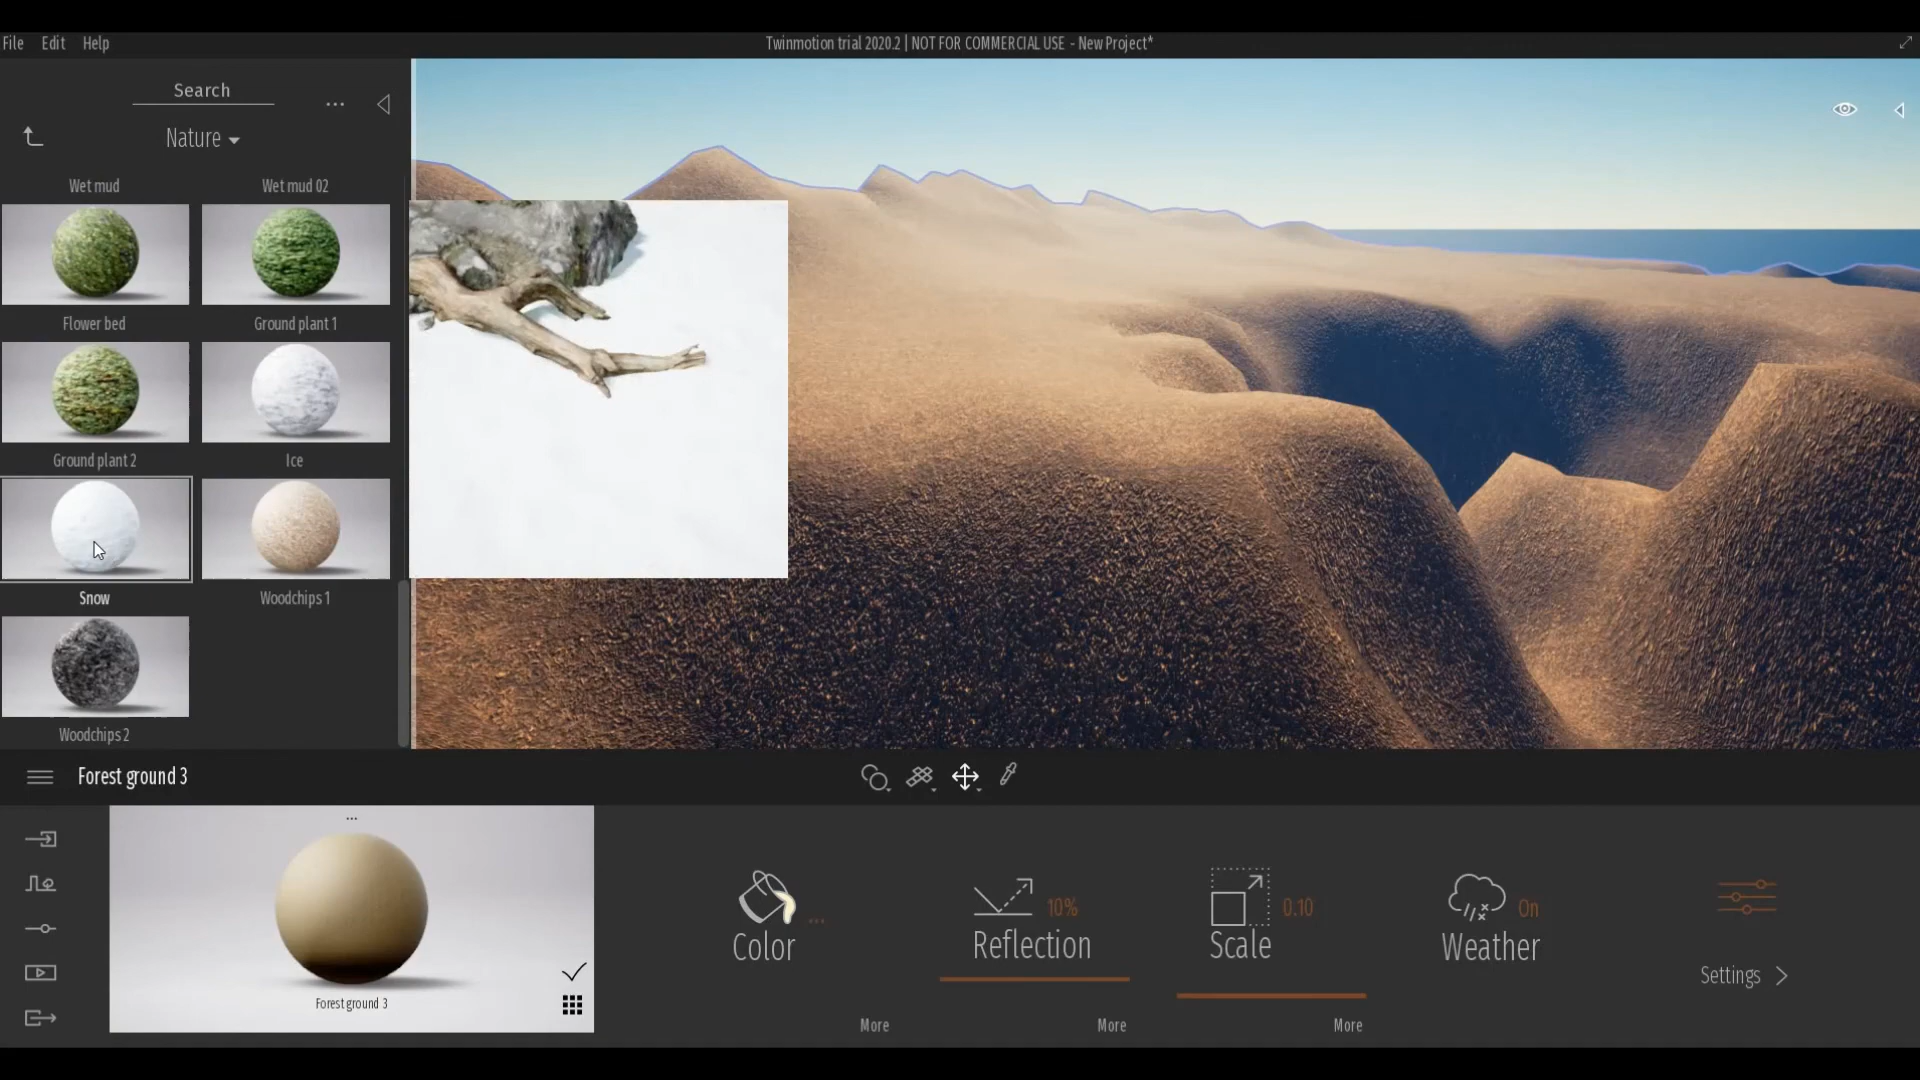 File Edit Help
Twinmotion trial 2020.2 | NOT FOR COMMERCIAL USE - New Project*
Search
...
Nature
Wet mud
Wet mud 02
Flower bed
Ground plant 1
Ground plant 2
Ice
Snow
Woodchips 1
Woodchips 2
Forest ground 3
...
Forest ground 3
Color
...
More
Reflection
10%
More
Scale
0.10
More
Weather
On
Settings